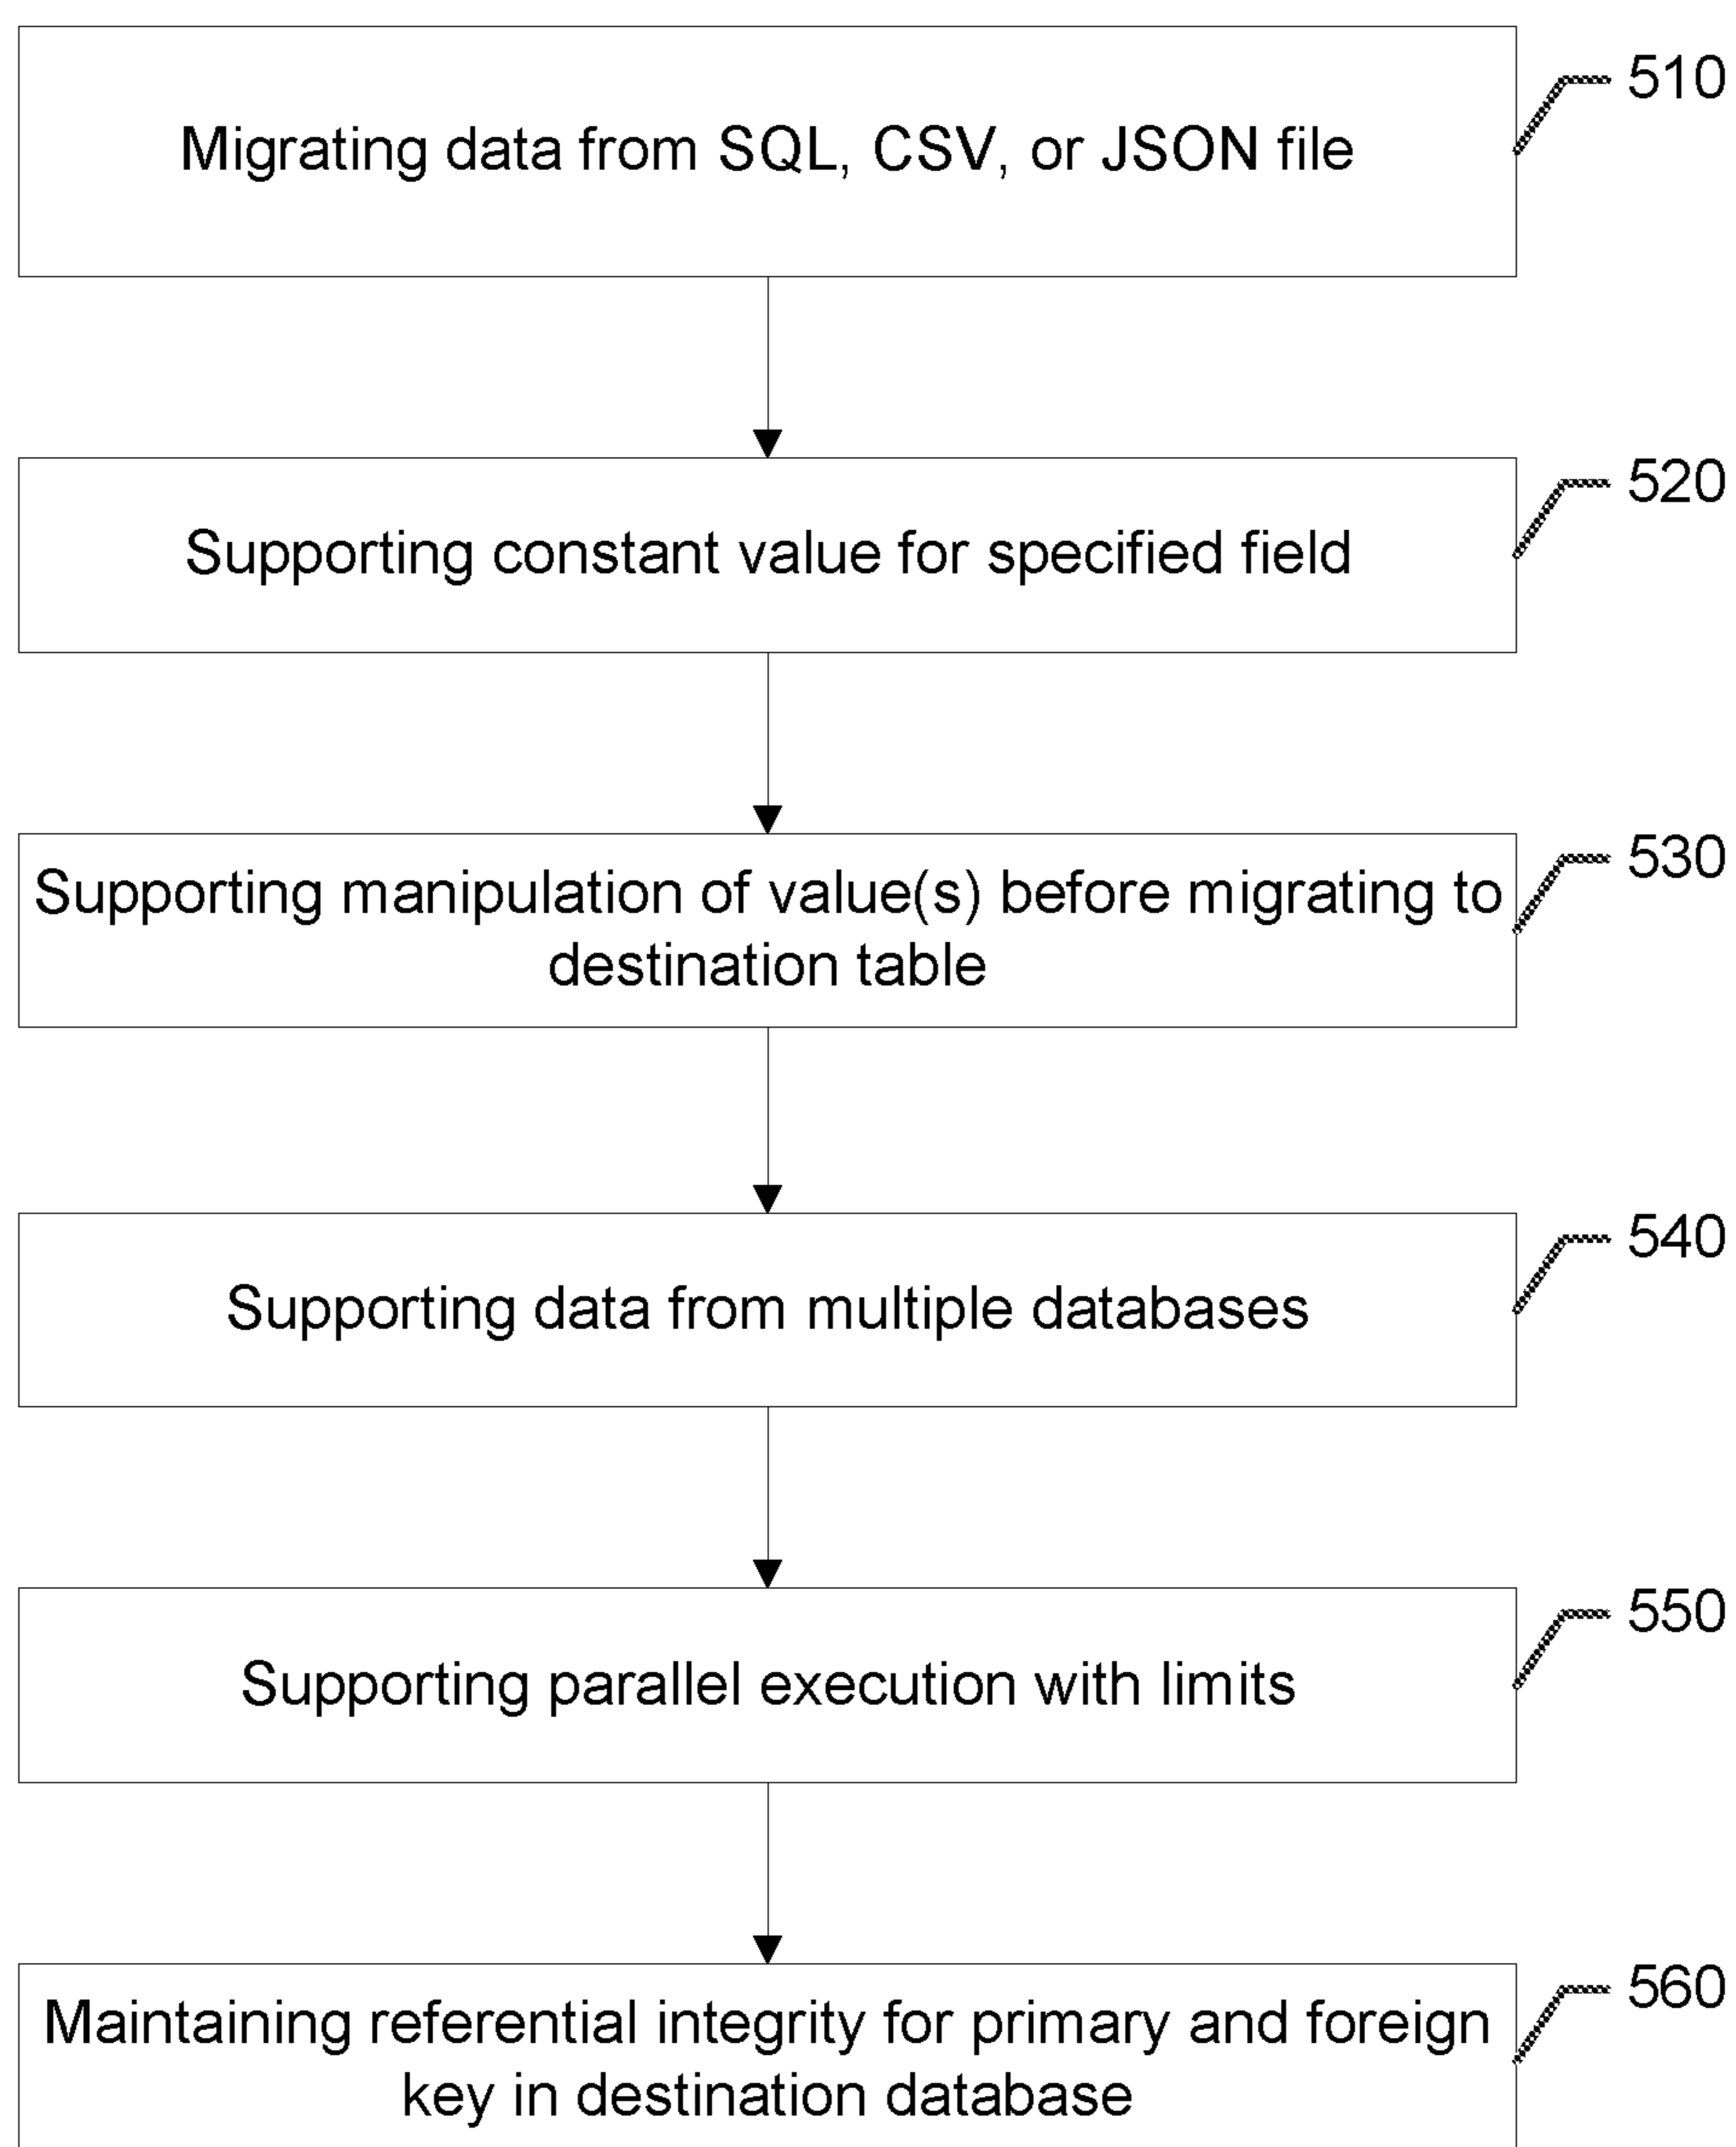 Migrating data from SQL, CSV, or JSON file
510
Supporting constant value for specified field
520
Supporting manipulation of value(s) before migrating to
destination table
530
Supporting data from multiple databases
540
Supporting parallel execution with limits
550
Maintaining referential integrity for primary and foreign
key in destination database
560